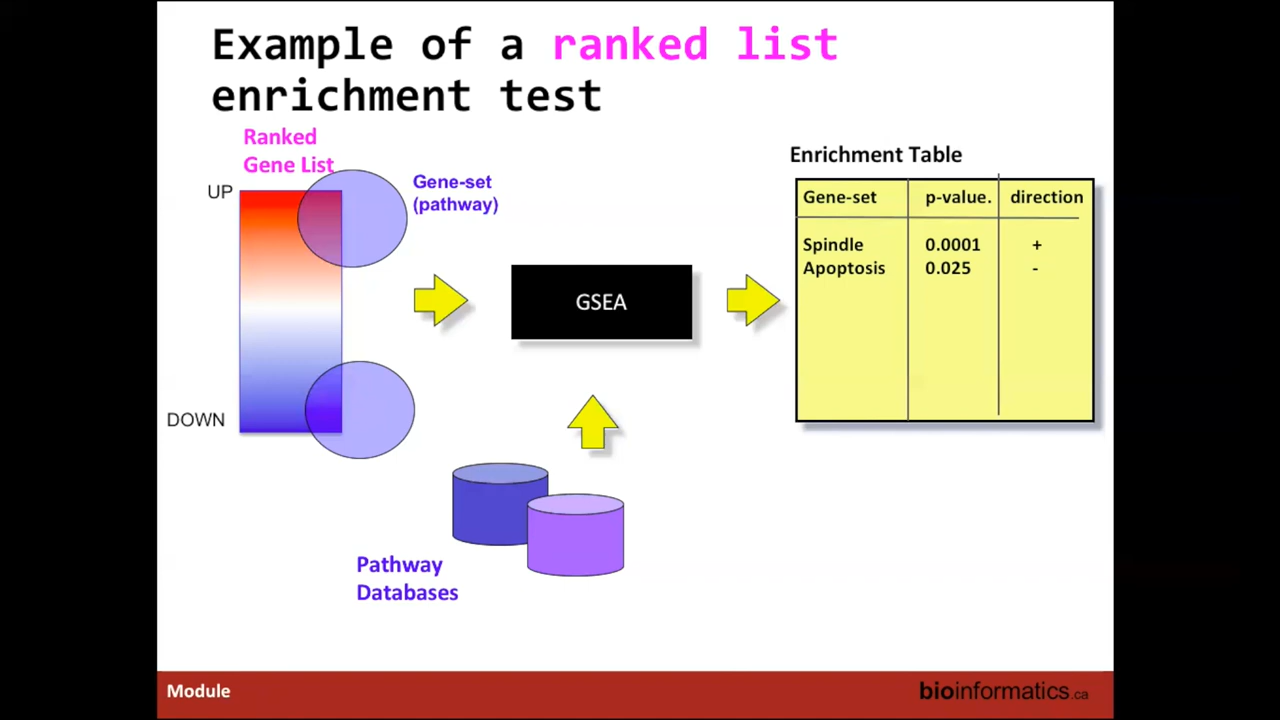 Example of a ranked list
enrichment test
Ranked
Gene List
UP
DOWN
Gene-set
(pathway)
GSEA
Pathway
Databases
Enrichment Table
Gene-set p-value. direction
Spindle 0.0001 +
Apoptosis 0.025 -
Module
bioinformatics.ca